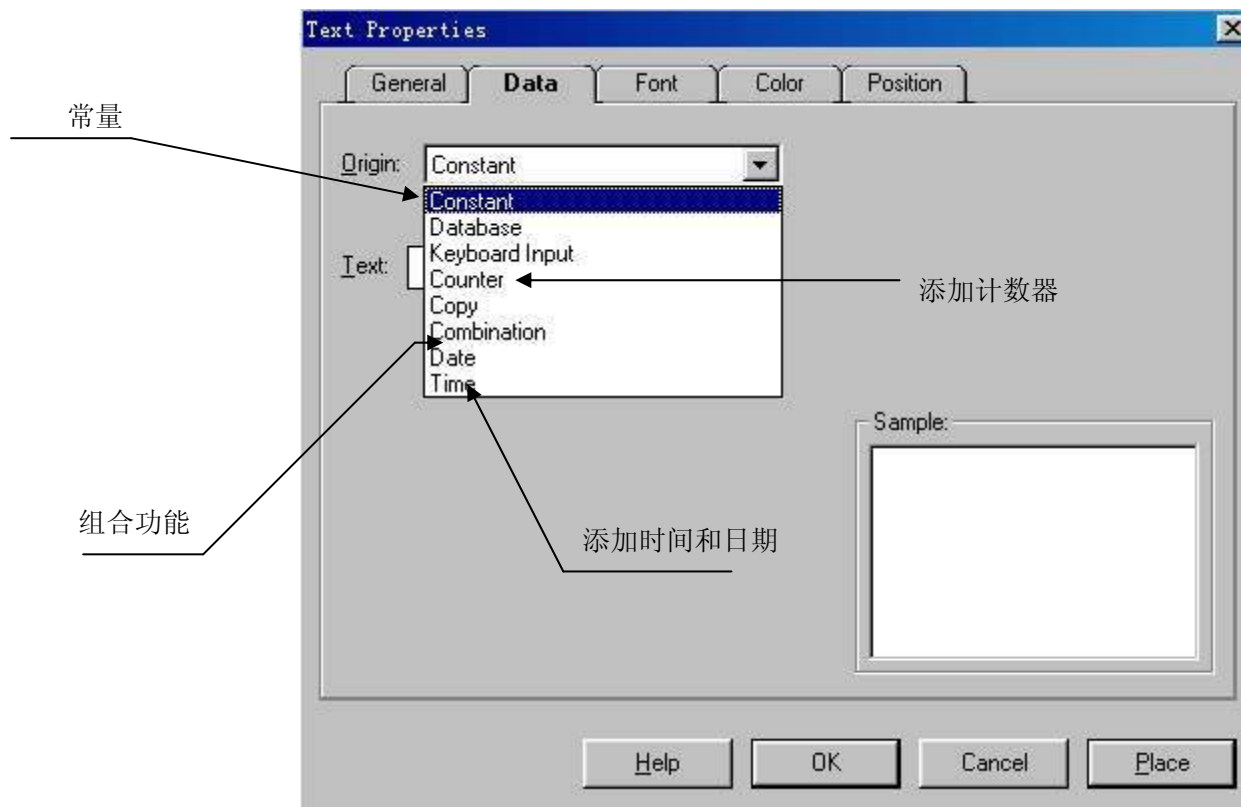 Text Properties
General Data Font Color Position
常量
Origin: Constant
Constant
Database
Keyboard Input
Text:
Counter
添加计数器
Copy
Combination
Date
Time
Sample:
组合功能
添加时间和日期
Help OK Cancel Place